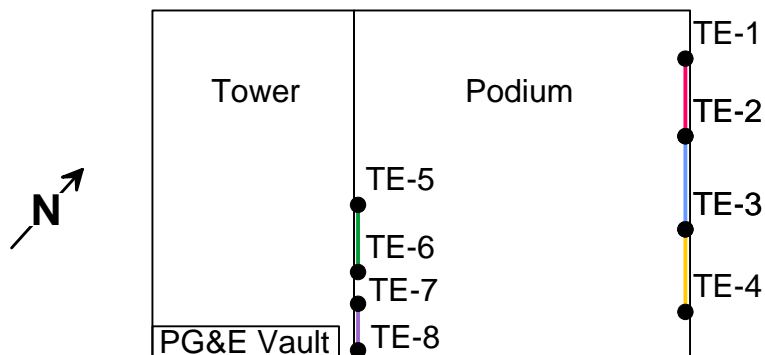 TE-1
Tower
Podium
TE-2
TE-5
N
TE-3
TE-6
TE-7
TE-4
PG&E Vault
TE-8